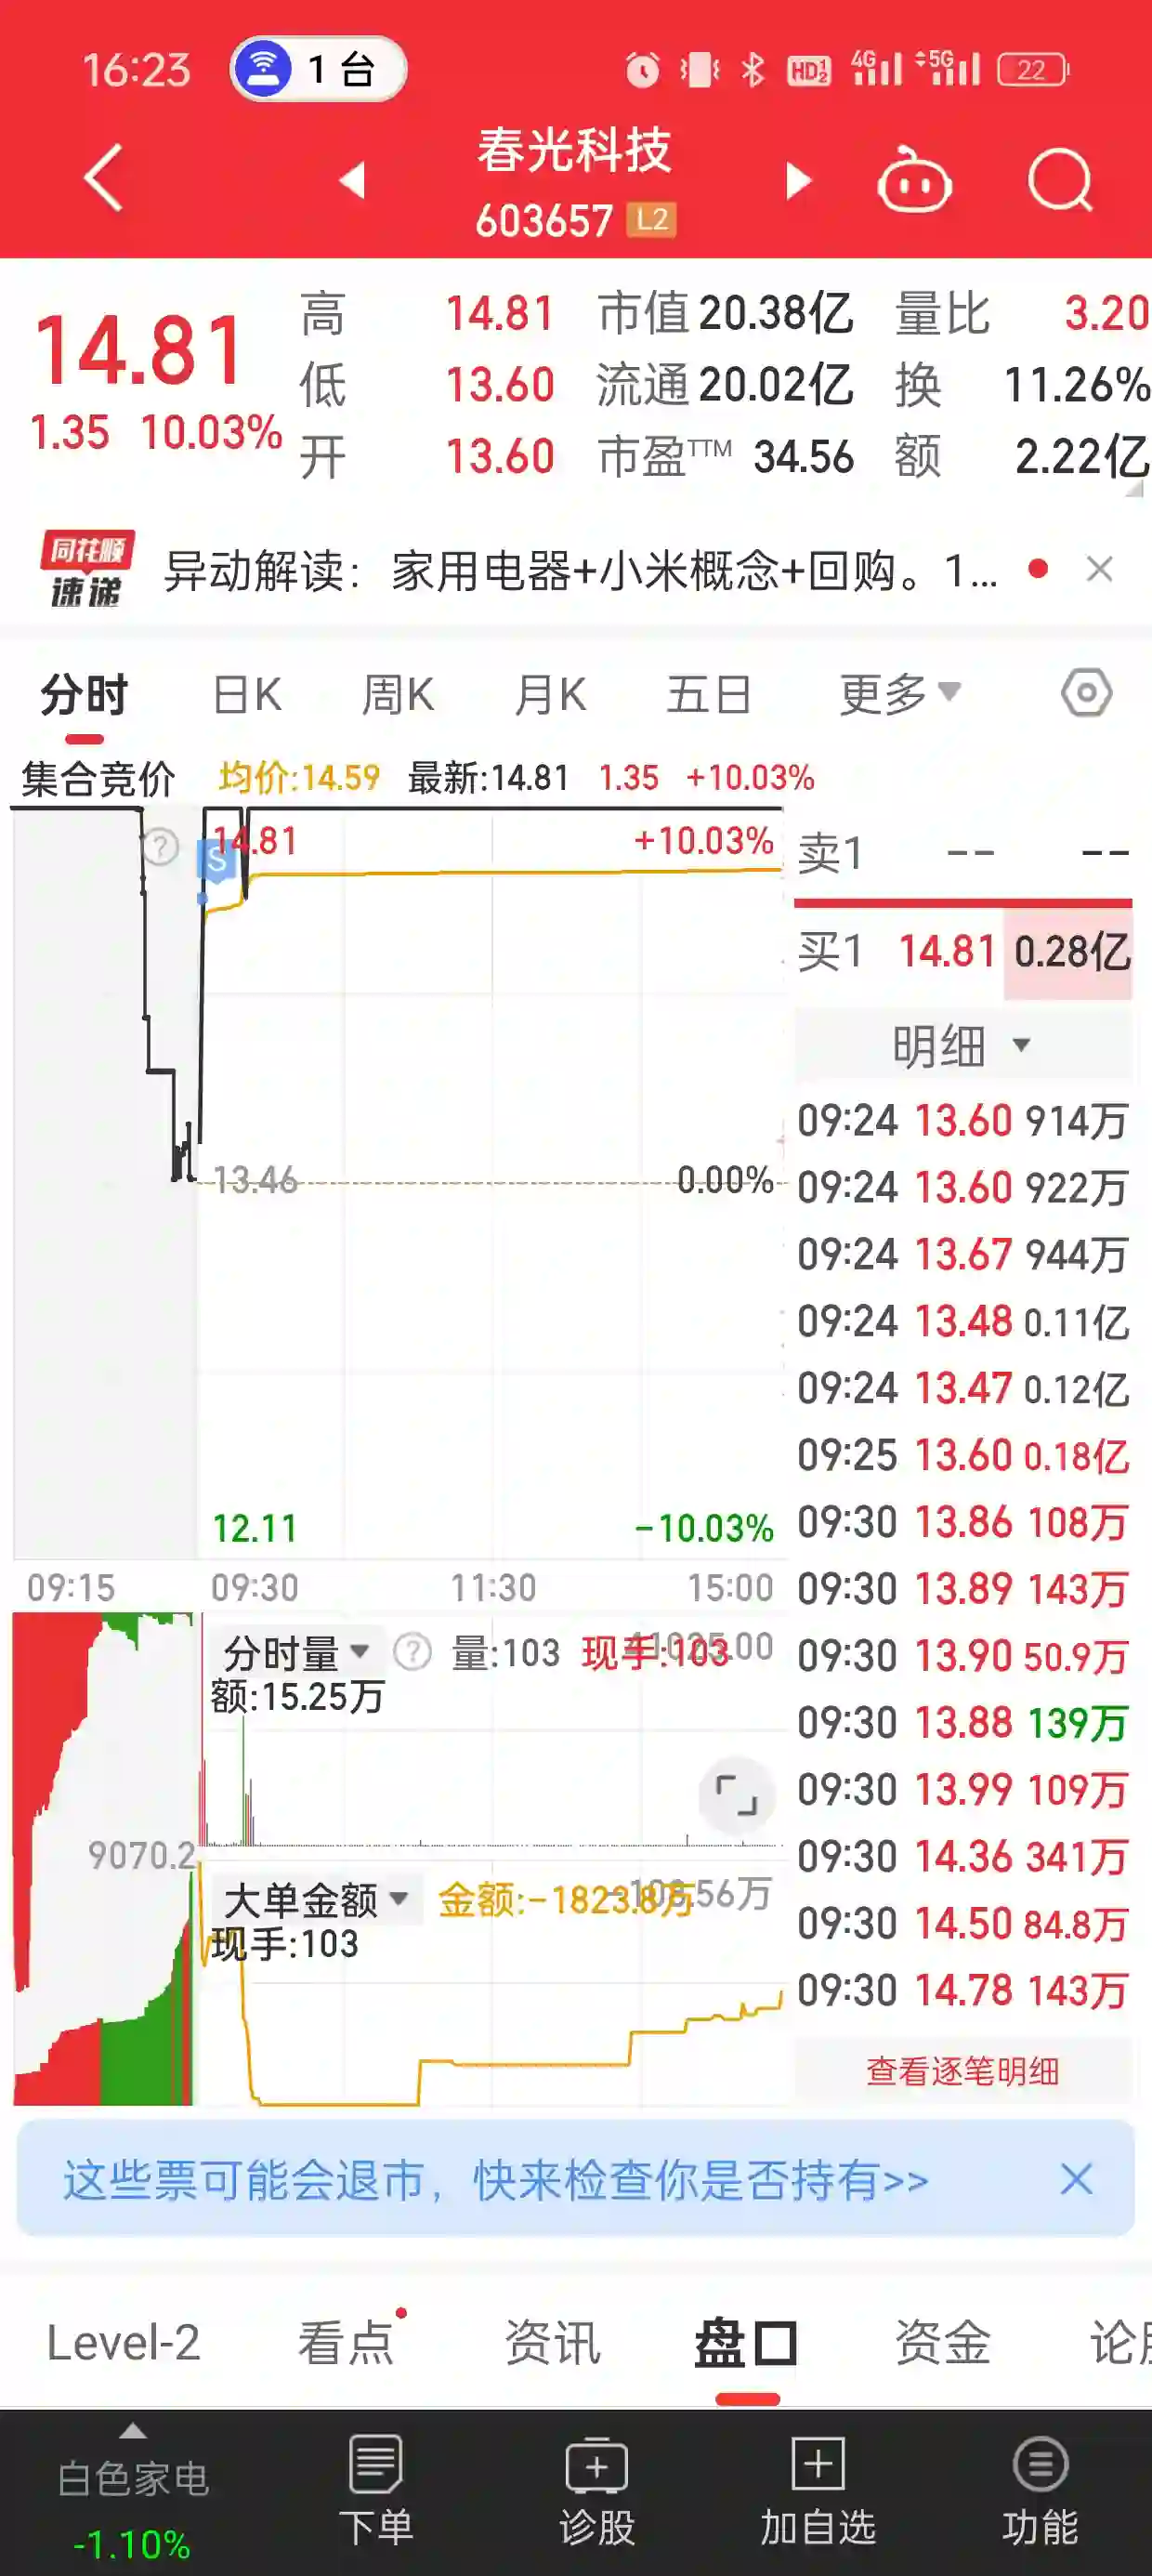 16:23 1 台 HD 1 2 4G 5G 22
春光科技
603657 L2
14.81
1.35 10.03%
高 14.81 市值 20.38亿 量比 3.20
低 13.60 流通 20.02亿 换 11.26%
开 13.60 市盈TTM 34.56 额 2.22亿
同花顺
速递
异动解读：家用电器+小米概念+回购。1...
分时 日K 周K 月K 五日 更多
集合竞价 均价:14.59 最新:14.81 1.35 +10.03%
14.81 +10.03%
S
卖1 -- --
买1 14.81 0.28亿
明细
09:24 13.60 914万
13.46 0.00%
09:24 13.60 922万
09:24 13.67 944万
09:24 13.48 0.11亿
09:24 13.47 0.12亿
09:25 13.60 0.18亿
12.11 -10.03%
09:30 13.86 108万
09:15 09:30 11:30 15:00
09:30 13.89 143万
分时量 量:103 现手:103 41025.00
额:15.25万
09:30 13.90 50.9万
09:30 13.88 139万
09:30 13.99 109万
9070.2
09:30 14.36 341万
大单金额 金额:-1823.8万
现手:103
09:30 14.50 84.8万
09:30 14.78 143万
查看逐笔明细
这些票可能会退市，快来检查你是否持有>>
Level-2 看点 资讯 盘口 资金 论
白色家电
-1.10%
下单 诊股 加自选 功能